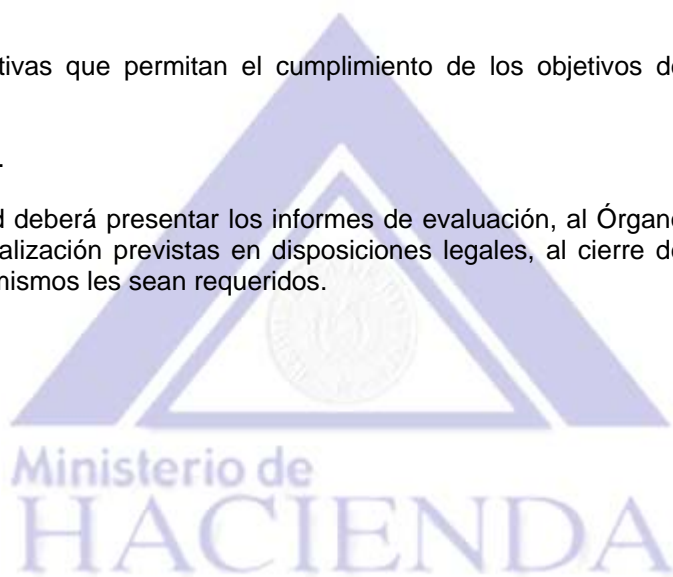 tivas que permitan el cumplimiento de los objetivos de
.
d deberá presentar los informes de evaluación, al Órgano
alización previstas en disposiciones legales, al cierre de
mismos les sean requeridos.
Ministerio de
HACIENDA